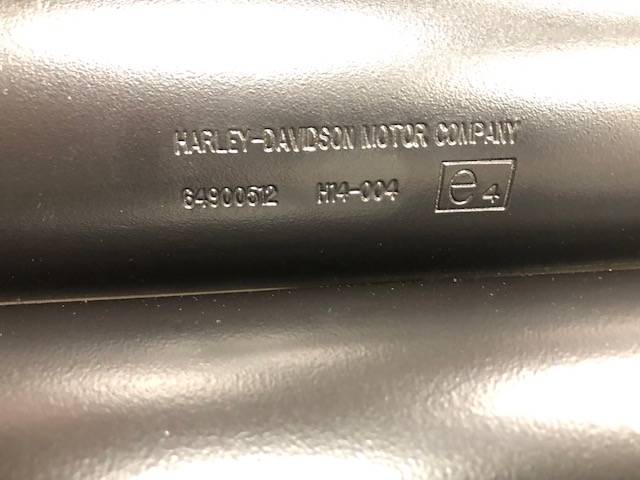 HARLEY-DAVIDSON MOTOR COMPANY
64900512 H14-004 e4